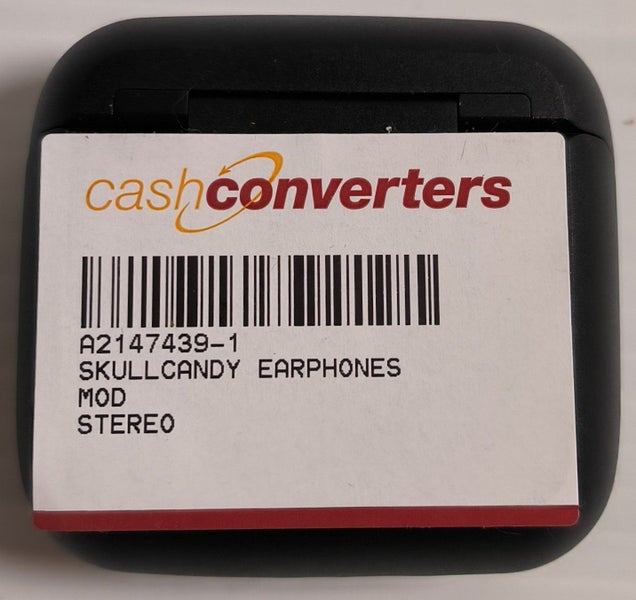 cashconverters
A2147439-1
SKULLCANDY EARPHONES
MOD
STEREO